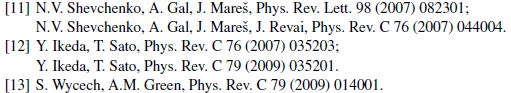 [11] N.V. Shevchenko, A. Gal, J. Mareš, Phys. Rev. Lett. 98 (2007) 082301;
N.V. Shevchenko, A. Gal, J. Mareš, J. Revai, Phys. Rev. C 76 (2007) 044004.
[12] Y. Ikeda, T. Sato, Phys. Rev. C 76 (2007) 035203;
Y. Ikeda, T. Sato, Phys. Rev. C 79 (2009) 035201.
[13] S. Wycech, A.M. Green, Phys. Rev. C 79 (2009) 014001.